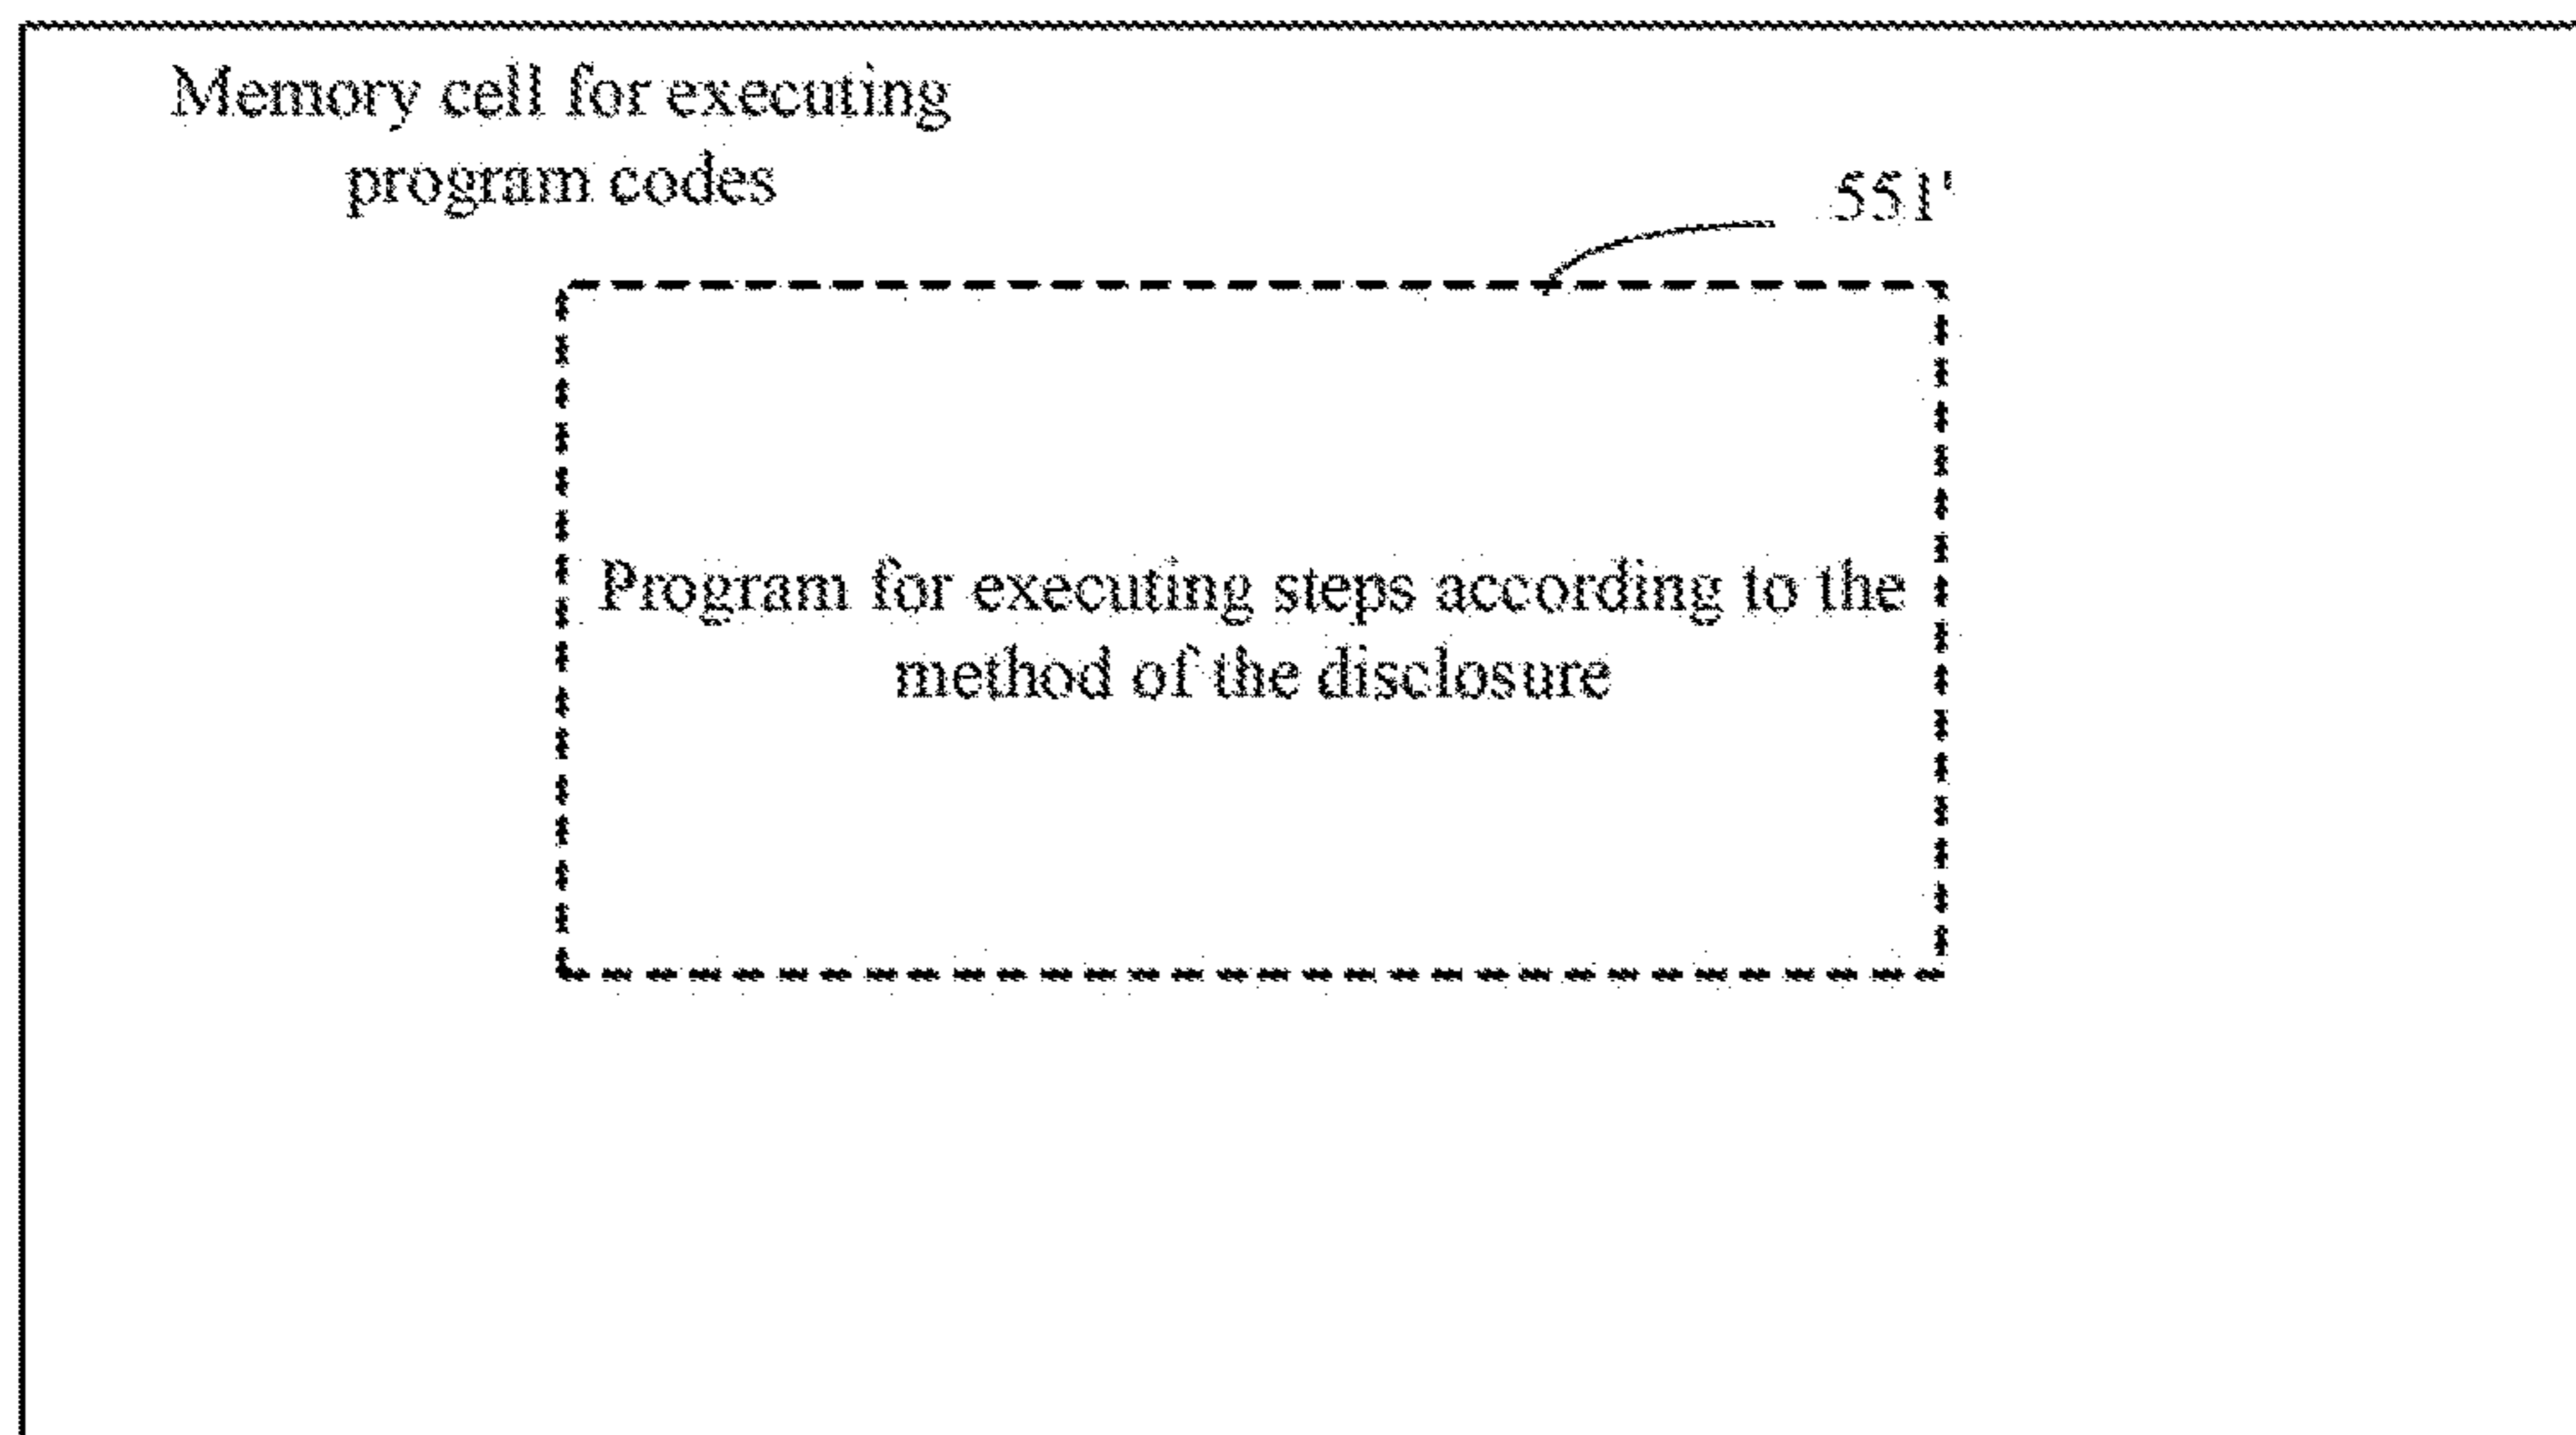 Memory cell for executing
program codes
551'
Program for executing steps according to the
method of the disclosure